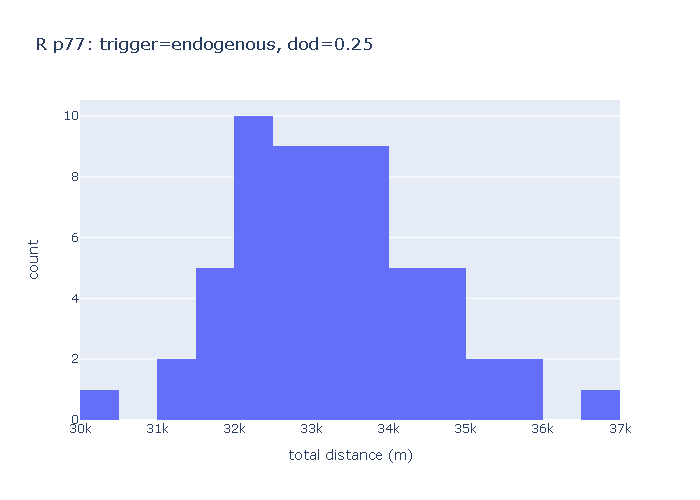 R p77: trigger=endogenous, dod=0.25
10
8
6
4
2
0
count
30k 31k 32k 33k 34k 35k 36k 37k
total distance (m)